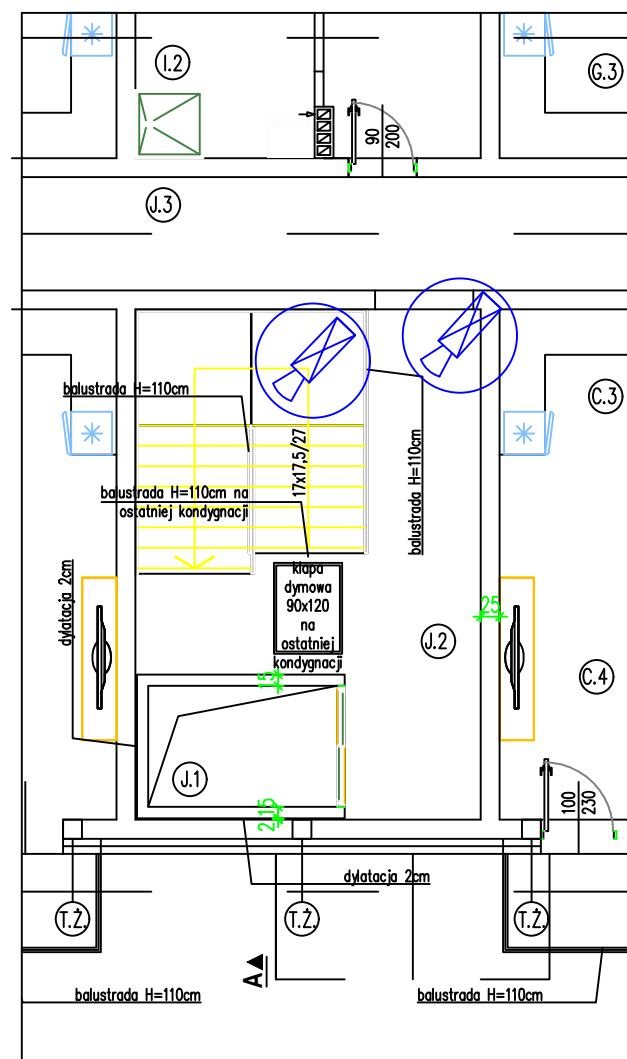 I.2
G.3
90
200
J.3
C.3
balustrada H=110cm
17x17,5/27
balustrada H=110cm
balustrada H=110cm na
ostatniej kondygnacji
dylatacja 2cm
klapa
dymowa
90x120
na
ostatniej
kondygnacji
25
J.2
C.4
15
J.1
100
230
2,15
dylatacja 2cm
T.Ż.
T.Ż.
T.Ż.
A
balustrada H=110cm
balustrada H=110cm